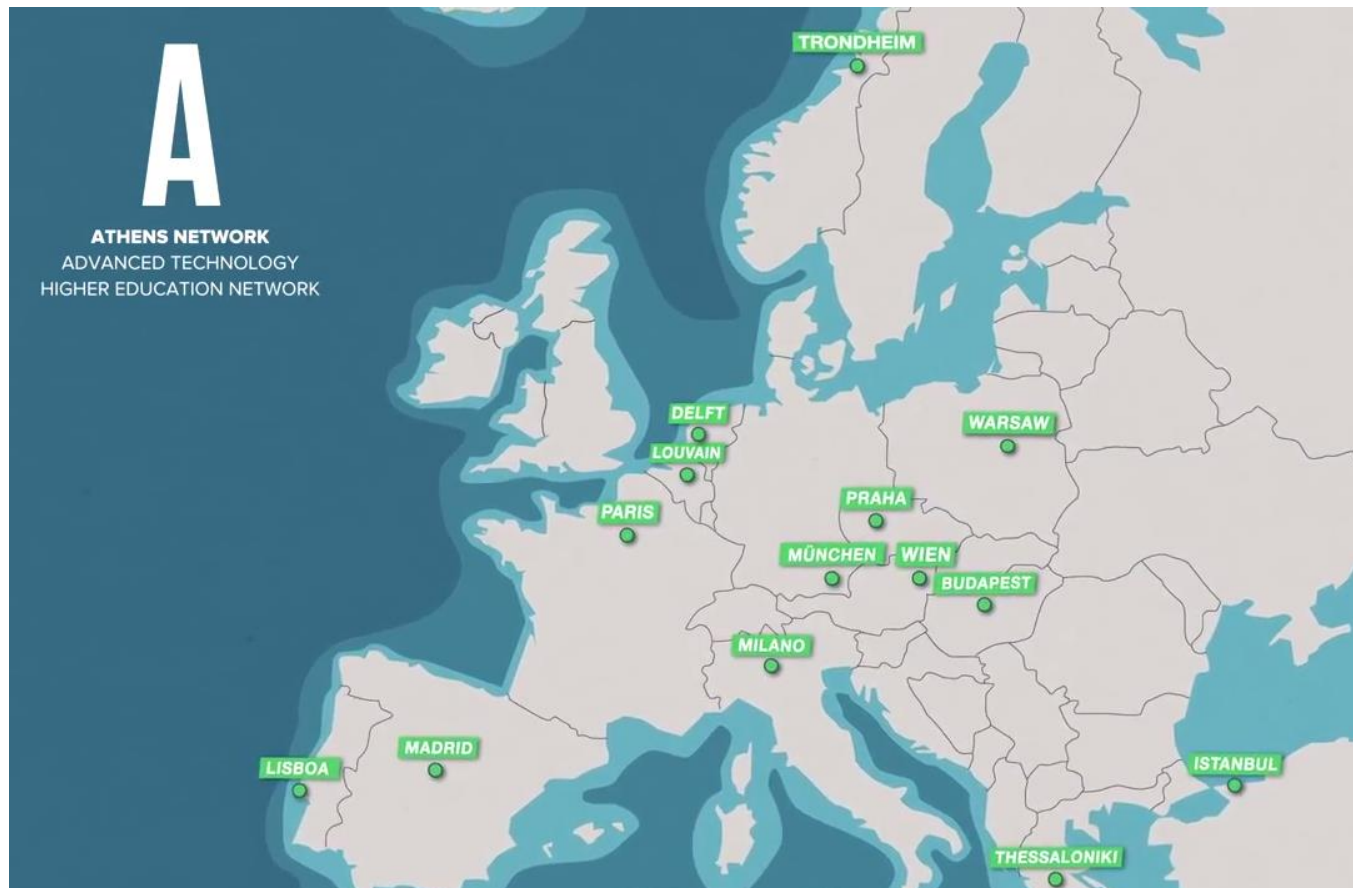 TRONDHEIM
A
ATHENS NETWORK
ADVANCED TECHNOLOGY
HIGHER EDUCATION NETWORK
DELFT
WARSAW
LOUVAIN
PRAHA
PARIS
MÜNCHEN
WIEN
BUDAPEST
MILANO
MADRID
LISBOA
ISTANBUL
THESSALONIKI